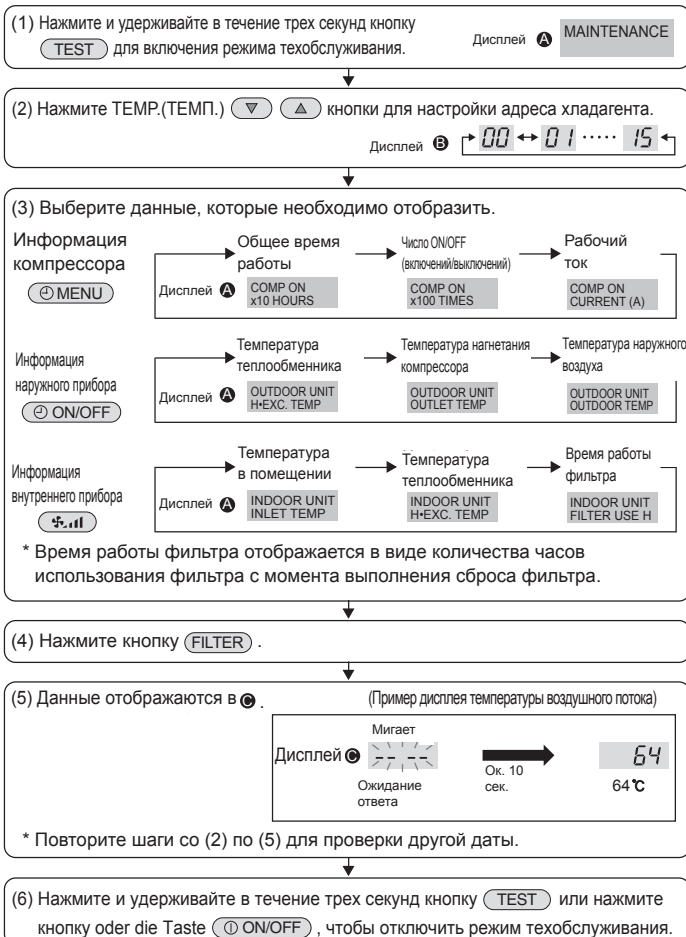 (1) Нажмите и удерживайте в течение трех секунд кнопку
TEST для включения режима техобслуживания.
Дисплей A MAINTENANCE
(2) Нажмите TEMP.(ТЕМП.) ▽ △ кнопки для настройки адреса хладагента.
Дисплей B 00 ↔ 01 ····· 15
(3) Выберите данные, которые необходимо отобразить.
Информация
компрессора
MENU
Общее время
работы
Число ON/OFF
(включений/выключений)
Рабочий
ток
Дисплей A
COMP ON
x10 HOURS
COMP ON
x100 TIMES
COMP ON
CURRENT (A)
Информация
наружного прибора
ON/OFF
Температура
теплообменника
Температура нагнетания
компрессора
Температура наружного
воздуха
Дисплей A
OUTDOOR UNIT
H•EXC. TEMP
OUTDOOR UNIT
OUTLET TEMP
OUTDOOR UNIT
OUTDOOR TEMP
Информация
внутреннего прибора
Температура
в помещении
Температура
теплообменника
Время работы
фильтра
Дисплей A
INDOOR UNIT
INLET TEMP
INDOOR UNIT
H•EXC. TEMP
INDOOR UNIT
FILTER USE H
* Время работы фильтра отображается в виде количества часов
использования фильтра с момента выполнения сброса фильтра.
(4) Нажмите кнопку FILTER .
(5) Данные отображаются в C .
(Пример дисплея температуры воздушного потока)
Мигает
Дисплей C -- --
Ожидание
ответа
Ок. 10
сек.
64
64℃
* Повторите шаги со (2) по (5) для проверки другой даты.
(6) Нажмите и удерживайте в течение трех секунд кнопку TEST или нажмите
кнопку oder die Taste ON/OFF , чтобы отключить режим техобслуживания.